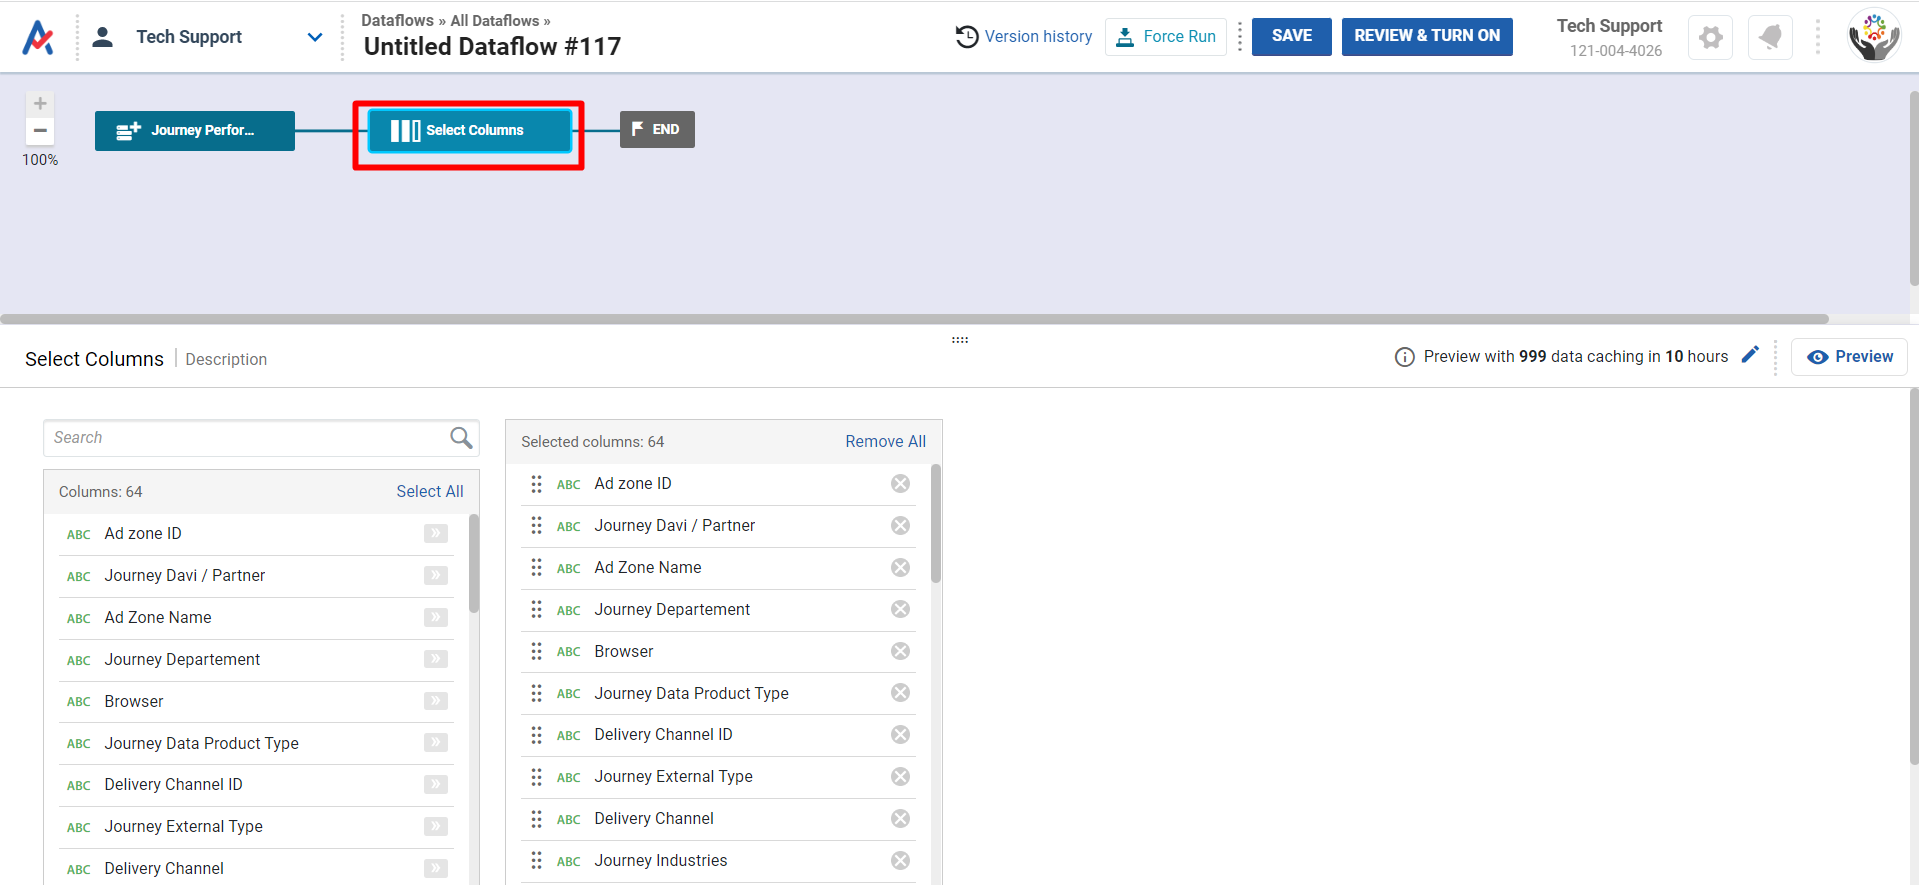 Tech Support
Dataflows » All Dataflows »
Untitled Dataflow #117
Version history
Force Run
SAVE
REVIEW & TURN ON
Tech Support
121-004-4026
100%
Journey Perfor...
Select Columns
END
Select Columns
Description
Preview with 999 data caching in 10 hours
Preview
Search
Columns: 64
Select All
ABC Ad zone ID
ABC Journey Davi / Partner
ABC Ad Zone Name
ABC Journey Departement
ABC Browser
ABC Journey Data Product Type
ABC Delivery Channel ID
ABC Journey External Type
ABC Delivery Channel
Selected columns: 64
Remove All
ABC Ad zone ID
ABC Journey Davi / Partner
ABC Ad Zone Name
ABC Journey Departement
ABC Browser
ABC Journey Data Product Type
ABC Delivery Channel ID
ABC Journey External Type
ABC Delivery Channel
ABC Journey Industries